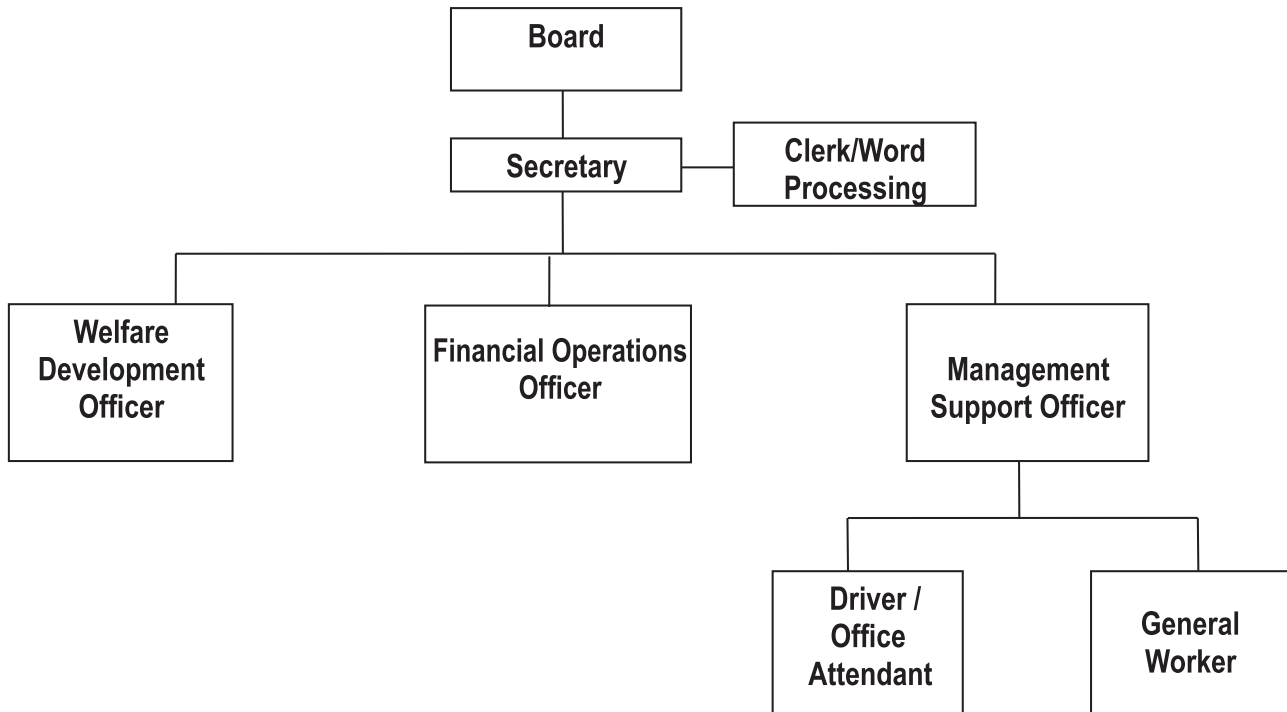 Board
Secretary
Clerk/Word
Processing
Welfare
Development
Officer
Financial Operations
Officer
Management
Support Officer
Driver /
Office
Attendant
General
Worker